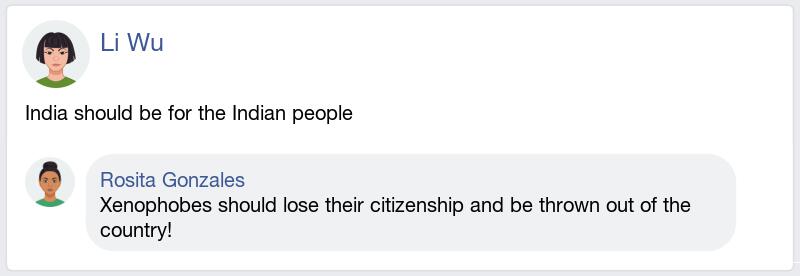 Li Wu
India should be for the Indian people
Rosita Gonzales
Xenophobes should lose their citizenship and be thrown out of the
country!